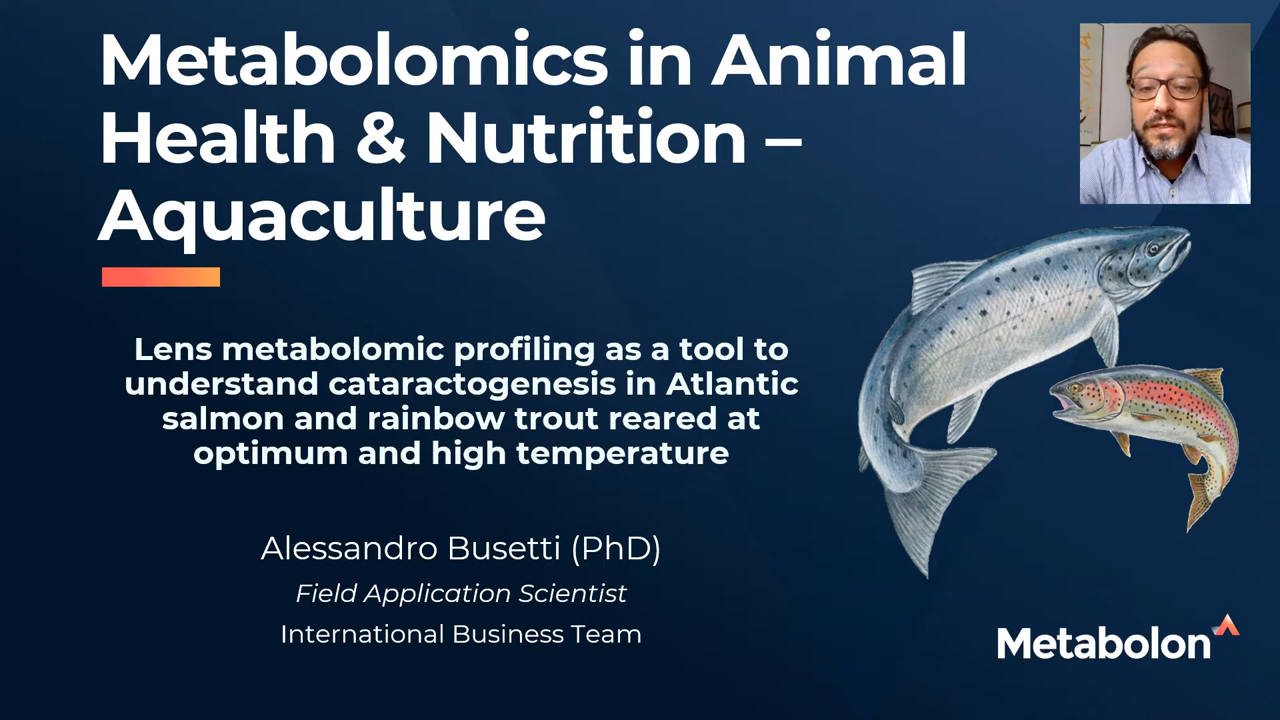 Metabolomics in Animal
Health & Nutrition –
Aquaculture
Lens metabolomic profiling as a tool to
understand cataractogenesis in Atlantic
salmon and rainbow trout reared at
optimum and high temperature
Alessandro Busetti (PhD)
Field Application Scientist
International Business Team
Metabolon